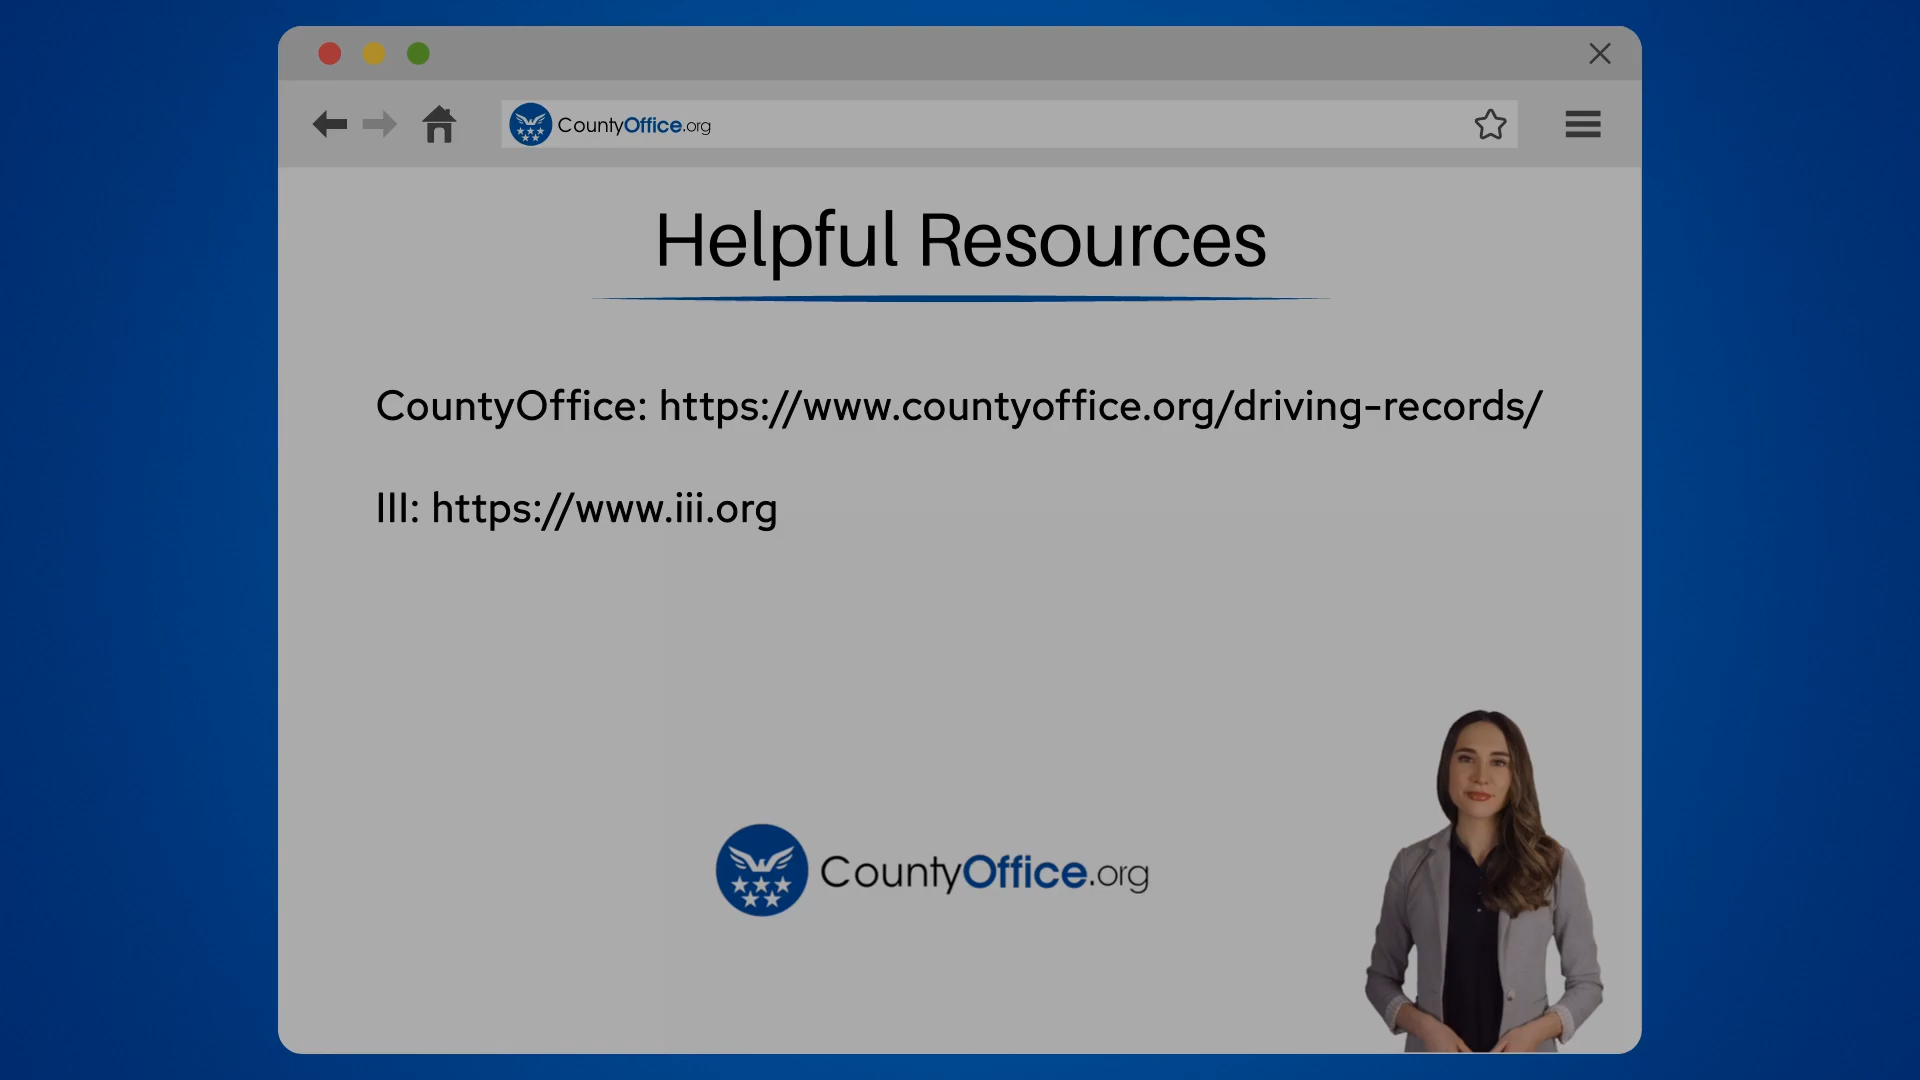 CountyOffice.org
Helpful Resources
CountyOffice: https://www.countyoffice.org/driving-records/
III: https://www.iii.org
CountyOffice.org